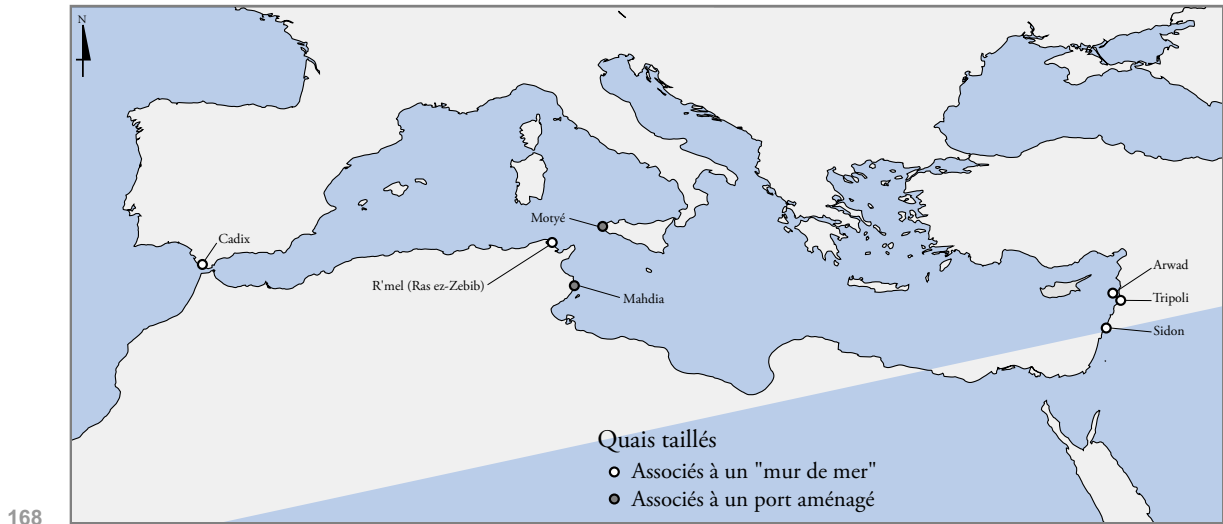 N
Cadix
Motyé
R'mel (Ras ez-Zebib)
Mahdia
Arwad
Tripoli
Sidon
Quais taillés
Associés à un "mur de mer"
Associés à un port aménagé
168